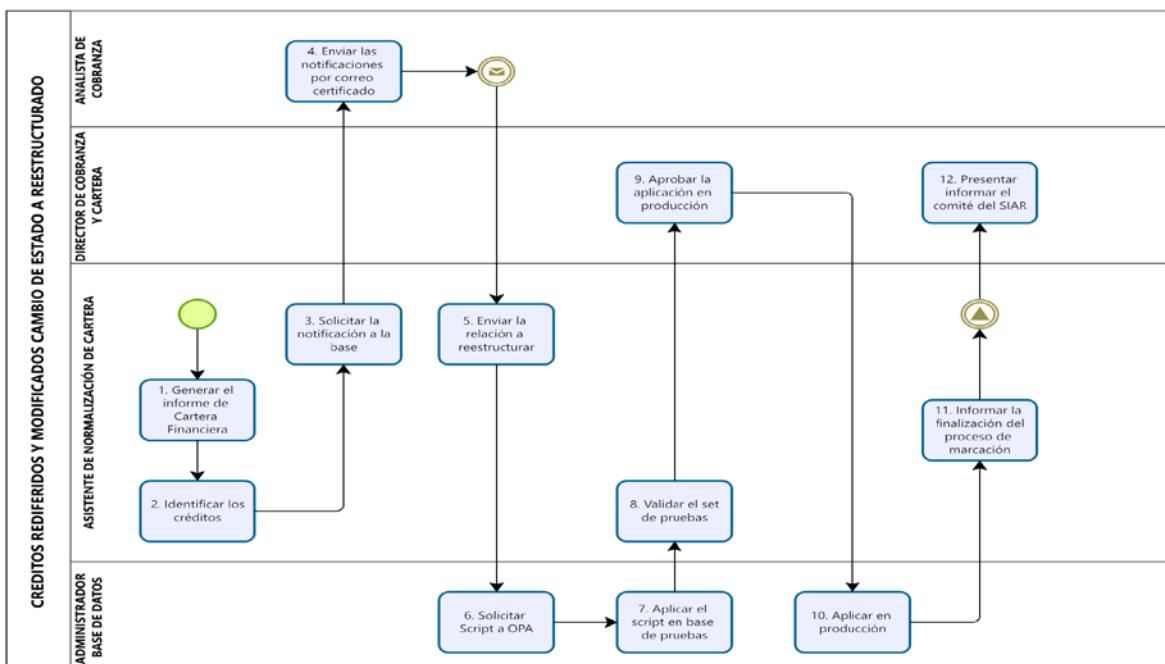 CREDITOS REDIFERIDOS Y MODIFICADOS CAMBIO DE ESTADO A REESTRUCTURADO
ANALISTA DE
COBRANZA
4. Enviar las
notificaciones
por correo
certificado
DIRECTOR DE COBRANZA
Y CARTERA
9. Aprobar la
aplicación en
producción
12. Presentar
informar el
comité del SIAR
ASISTENTE DE NORMALIZACIÓN DE CARTERA
3. Solicitar la
notificación a la
base
5. Enviar la
relación a
reestructurar
1. Generar el
informe de
Cartera
Financiera
11. Informar la
finalización del
proceso de
marcación
2. Identificar los
créditos
8. Validar el set
de pruebas
ADMINISTRADOR
BASE DE DATOS
6. Solicitar
Script a OPA
7. Aplicar el
script en base
de pruebas
10. Aplicar en
producción